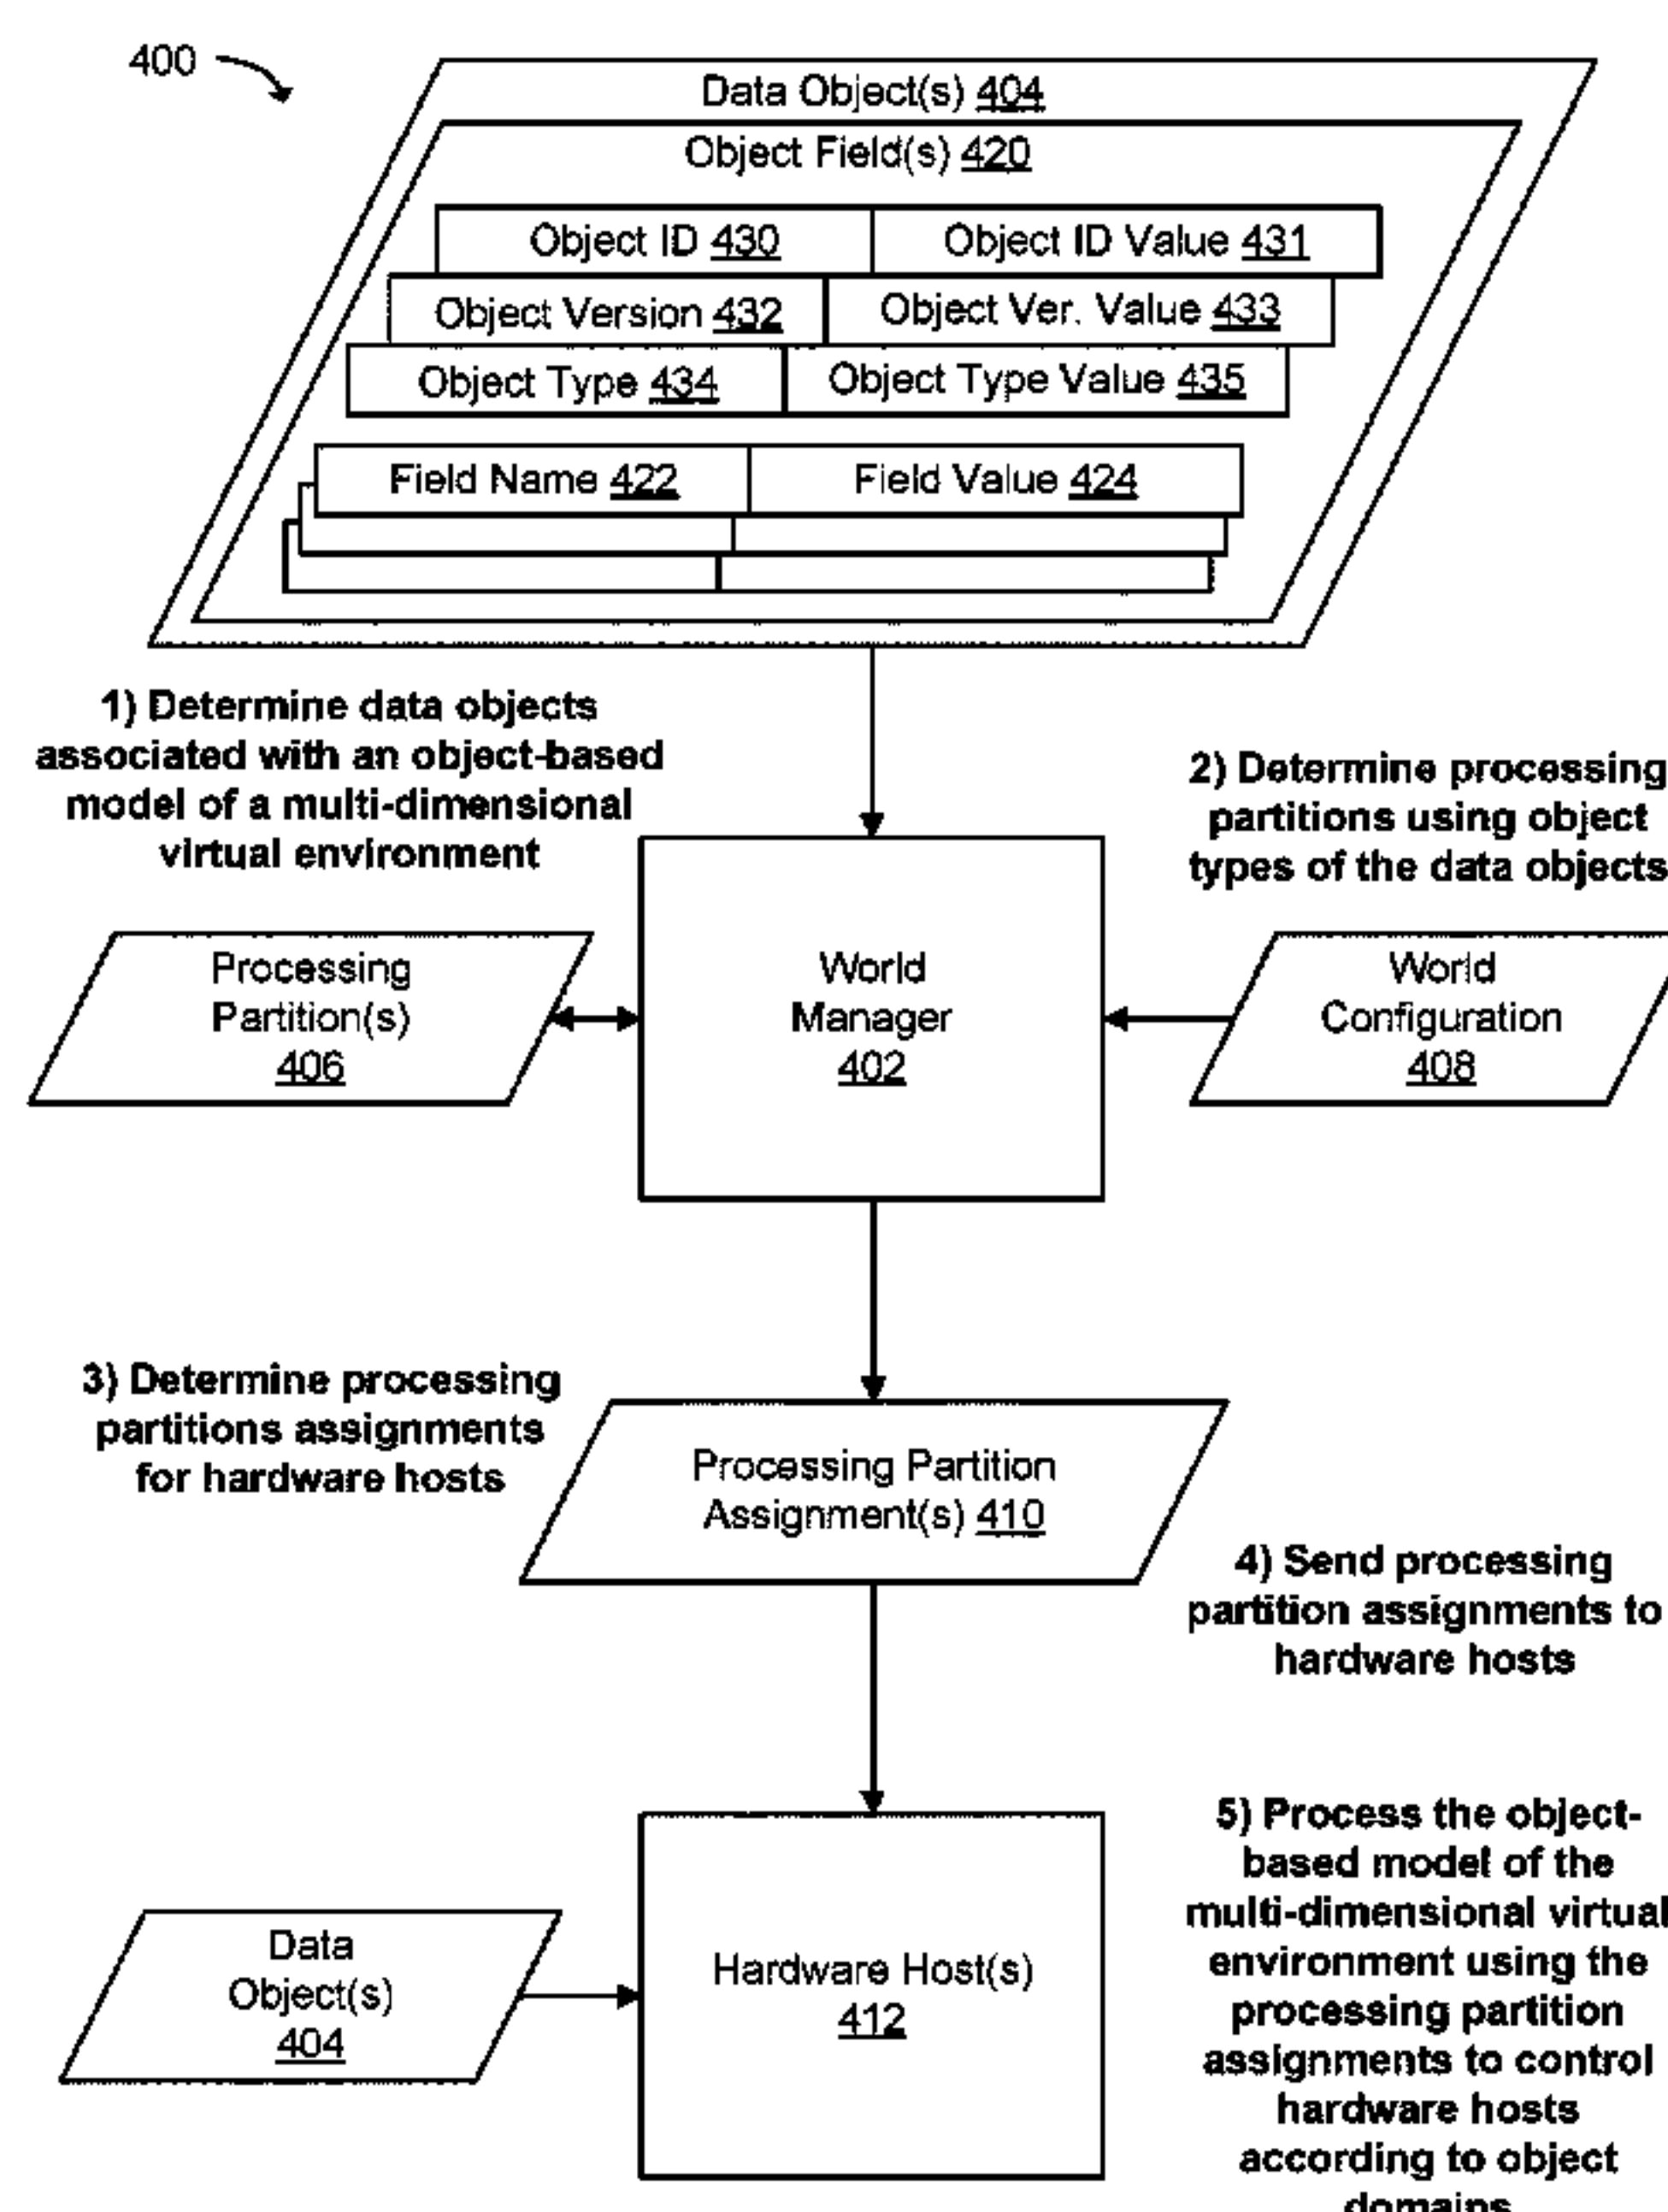 400
Data Object(s) 404
Object Field(s) 420
Object ID 430 Object ID Value 431
Object Version 432 Object Ver. Value 433
Object Type 434 Object Type Value 435
Field Name 422 Field Value 424
1) Determine data objects
associated with an object-based
model of a multi-dimensional
virtual environment
2) Determine processing
partitions using object
types of the data objects
Processing
Partition(s)
406
World
Manager
402
World
Configuration
408
3) Determine processing
partitions assignments
for hardware hosts
Processing Partition
Assignment(s) 410
4) Send processing
partition assignments to
hardware hosts
Data
Object(s)
404
Hardware Host(s)
412
5) Process the object-
based model of the
multi-dimensional virtual
environment using the
processing partition
assignments to control
hardware hosts
according to object
domains